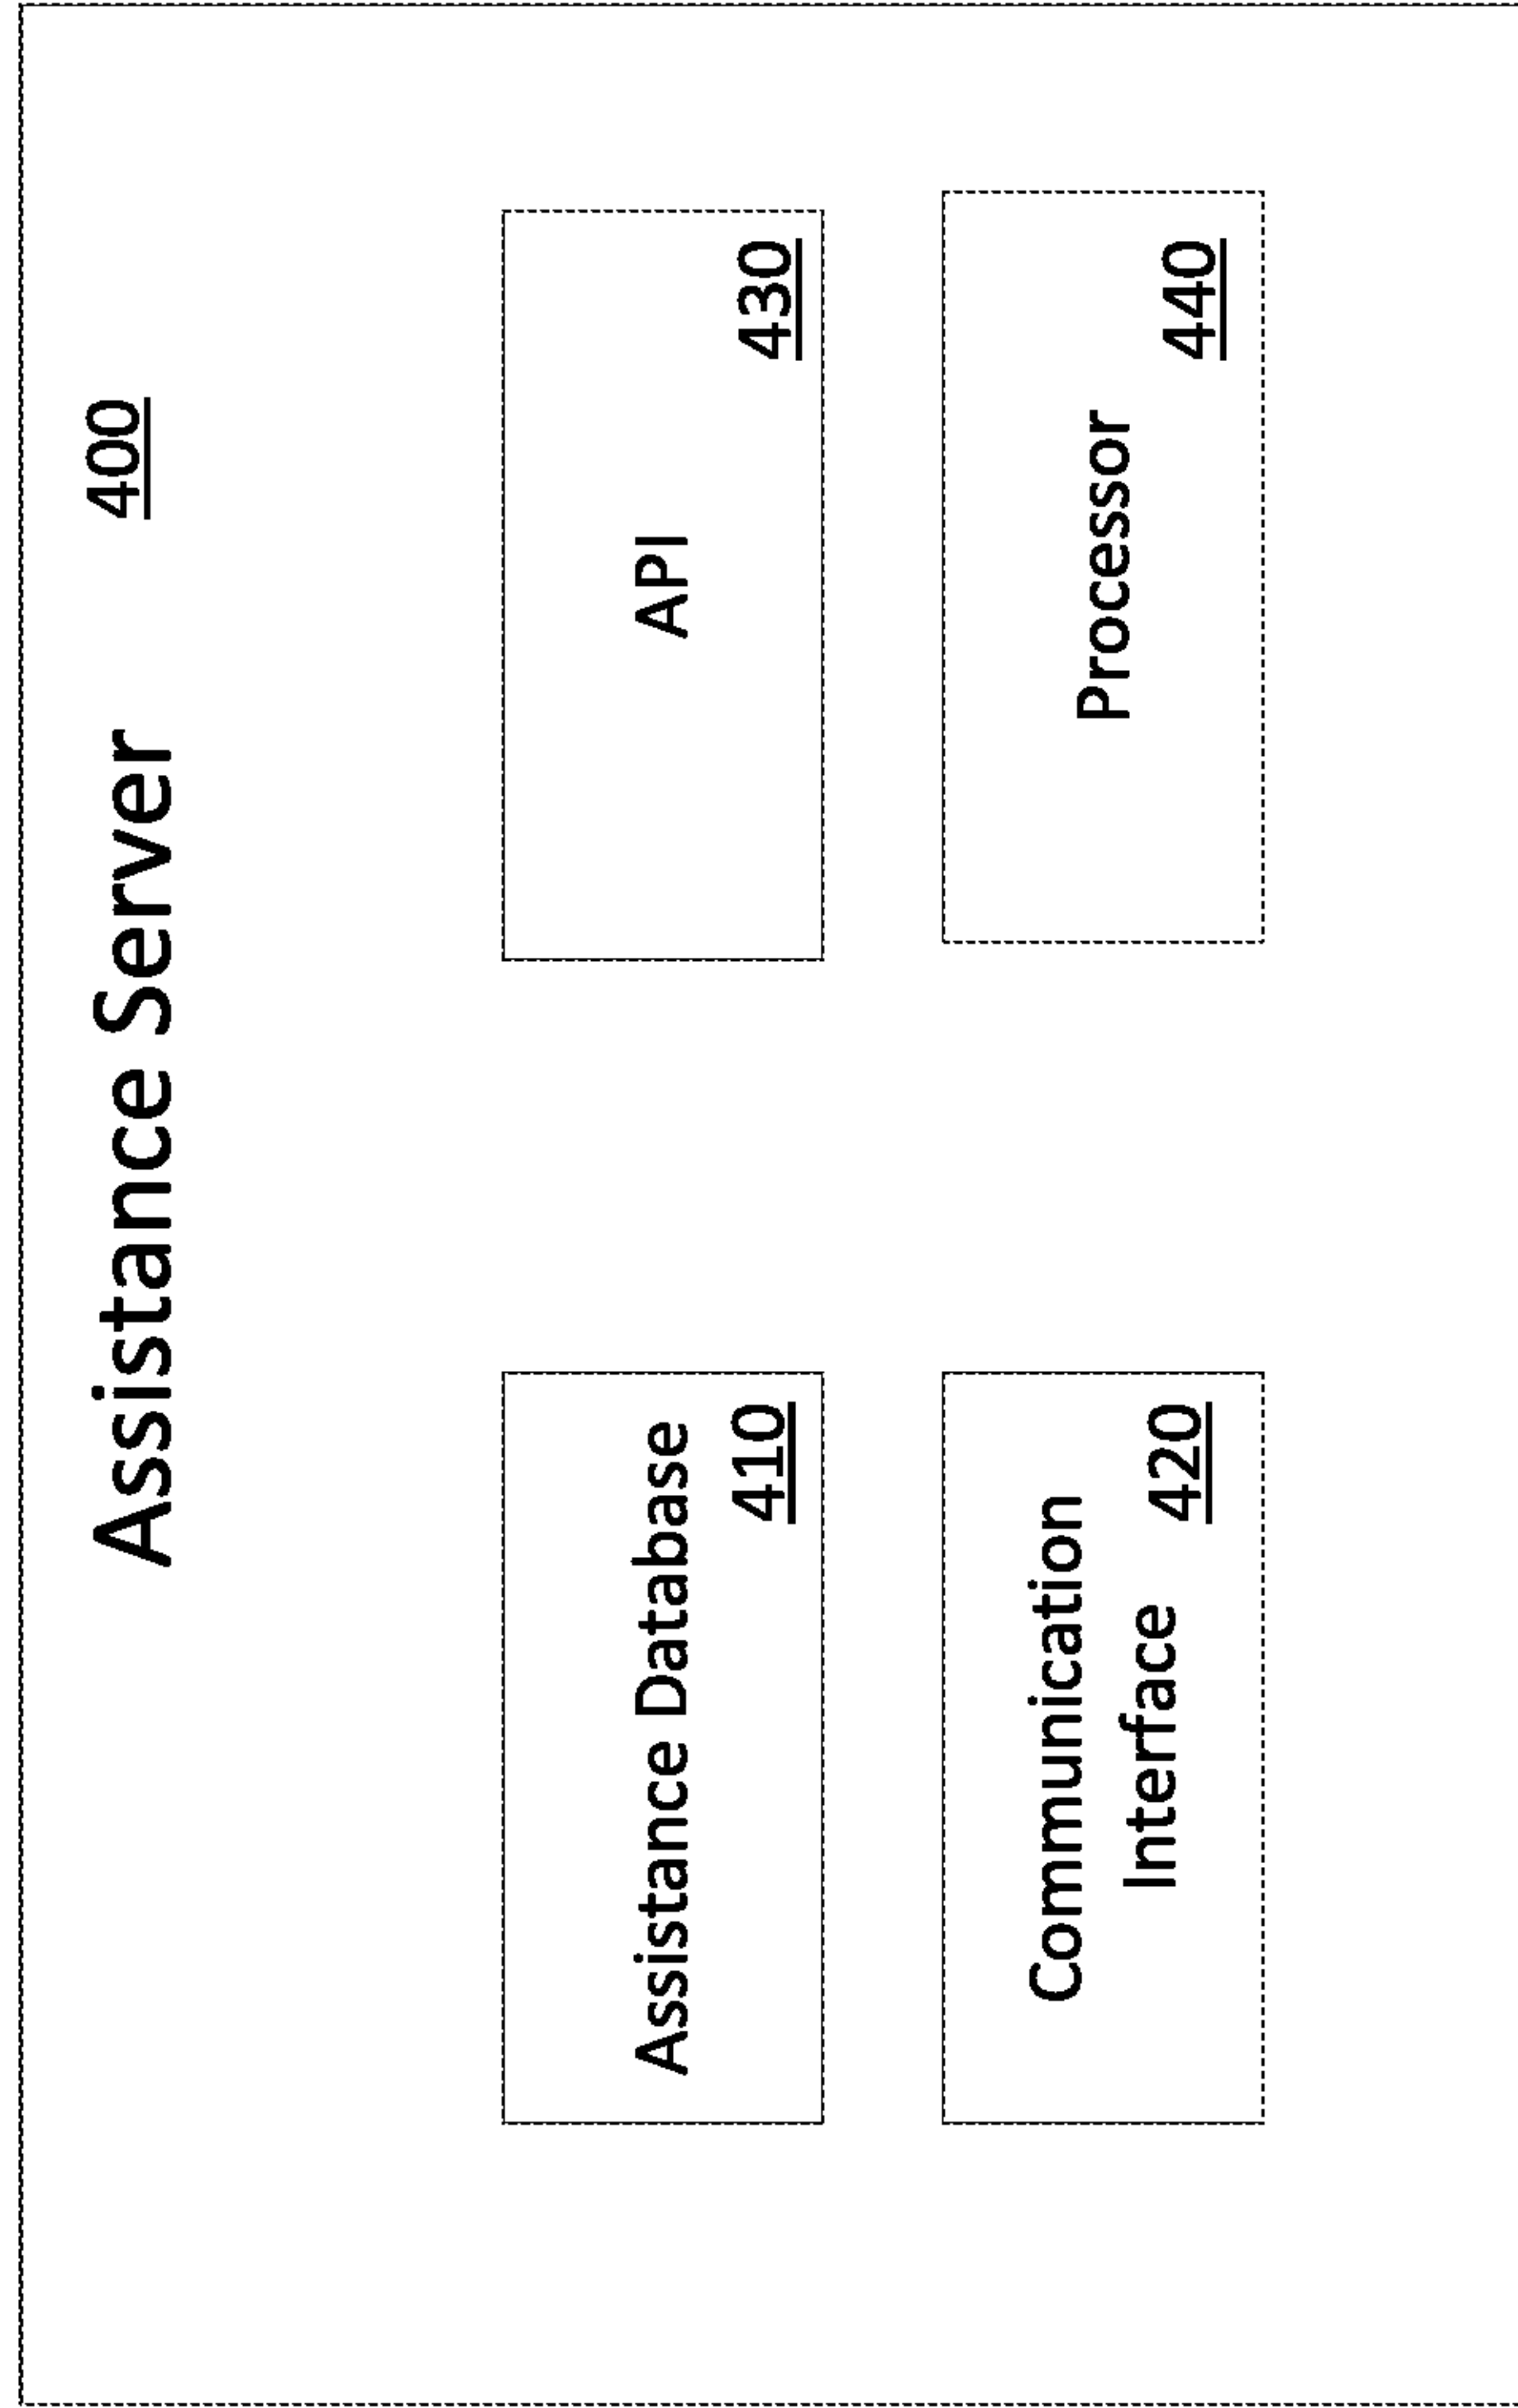 Assistance Server 400
Assistance Database
410
API
430
Communication
Interface
420
Processor
440